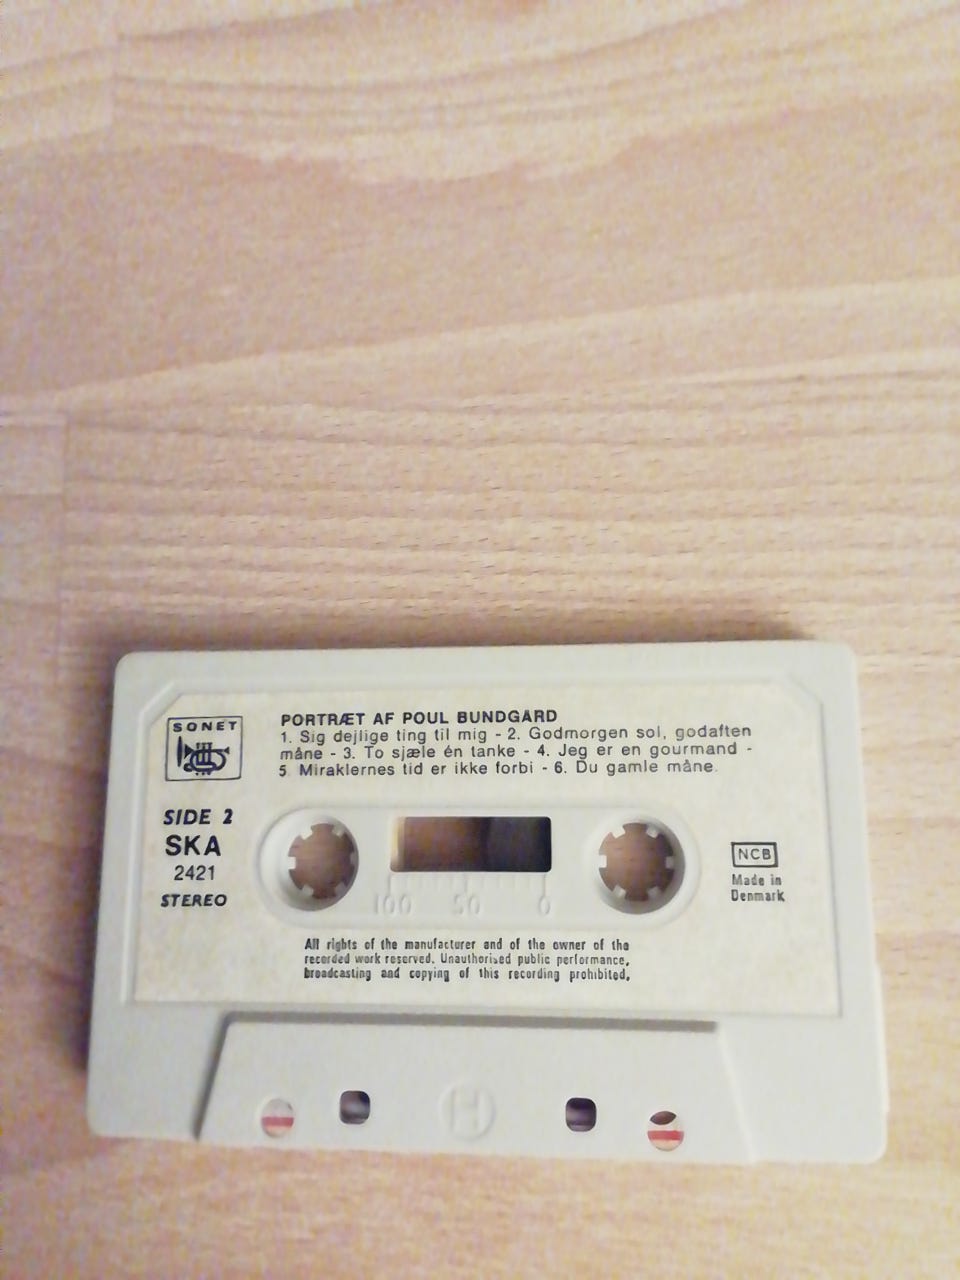 SONET
PORTRÆT AF POUL BUNDGÅRD
1. Sig dejlige ting til mig - 2. Godmorgen sol, godaften
måne - 3. To sjæle én tanke - 4. Jeg er en gourmand -
5. Miraklernes tid er ikke forbi - 6. Du gamle måne.
SIDE 2
SKA
2421
STEREO
NCB
Made in
Denmark
100 50 0
All rights of the manufacturer and of the owner of the
recorded work reserved. Unauthorised public performance,
broadcasting and copying of this recording prohibited.
H